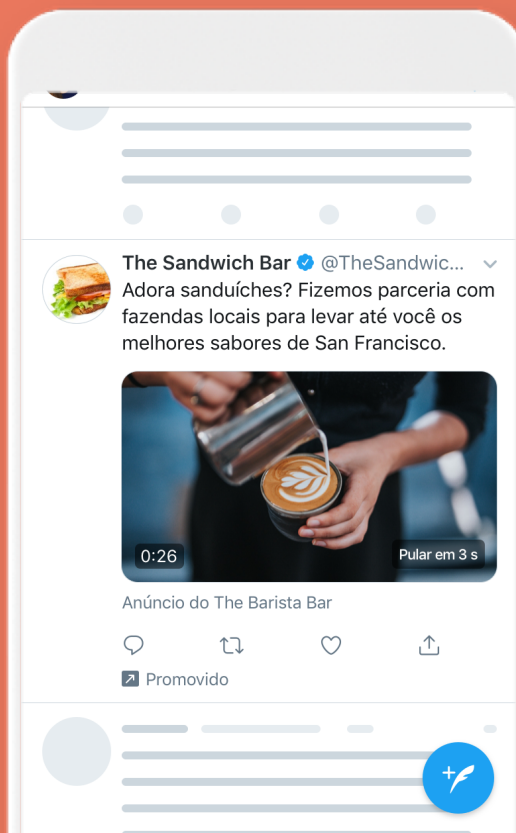 The Sandwich Bar @TheSandwic...
Adora sanduíches? Fizemos parceria com
fazendas locais para levar até você os
melhores sabores de San Francisco.
0:26
Pular em 3 s
Anúncio do The Barista Bar
Promovido